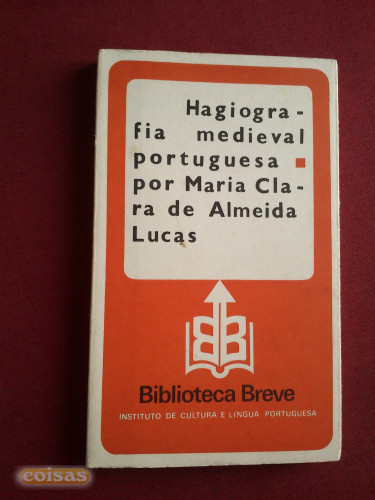 Hagiogra-
fia medieval
portuguesa ▪
por Maria Cla-
ra de Almeida
Lucas
BB
Biblioteca Breve
INSTITUTO DE CULTURA E LÍNGUA PORTUGUESA
coisas